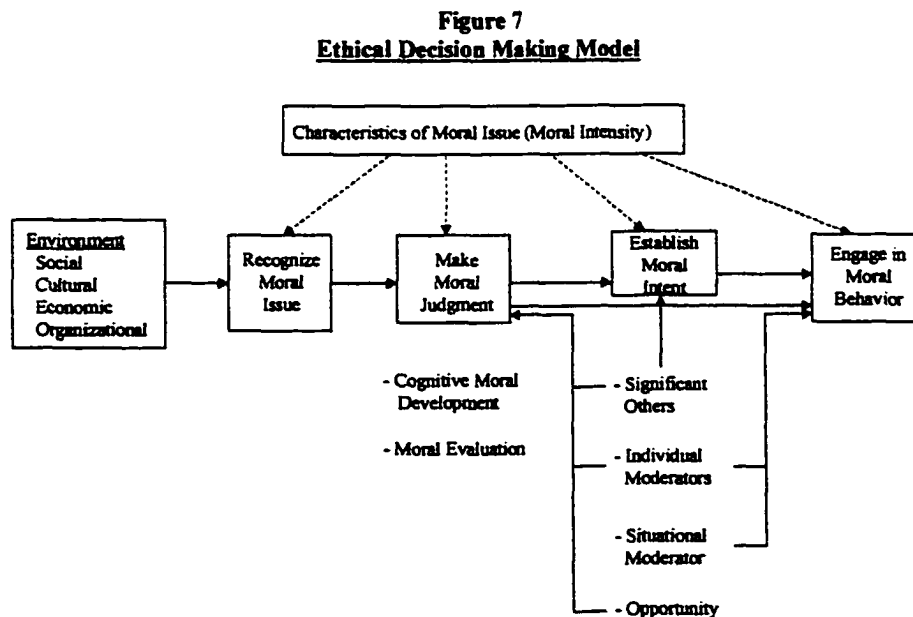 Figure 7
Ethical Decision Making Model
Characteristics of Moral Issue (Moral Intensity)
Environment
Social
Cultural
Economic
Organizational
Recognize
Moral
Issue
Make
Moral
Judgment
Establish
Moral
Intent
Engage in
Moral
Behavior
- Cognitive Moral
Development
- Moral Evaluation
- Significant
Others
- Individual
Moderators
- Situational
Moderator
- Opportunity